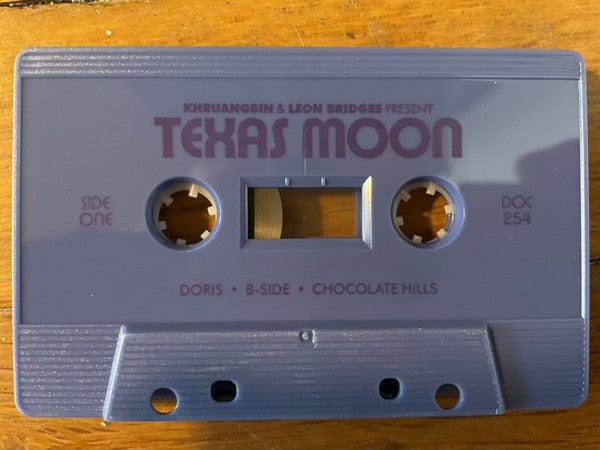 KHRUANGBIN & LEON BRIDGES PRESENT
TEXAS MOON
SIDE
ONE
DOC
254
DORIS • B-SIDE • CHOCOLATE HILLS